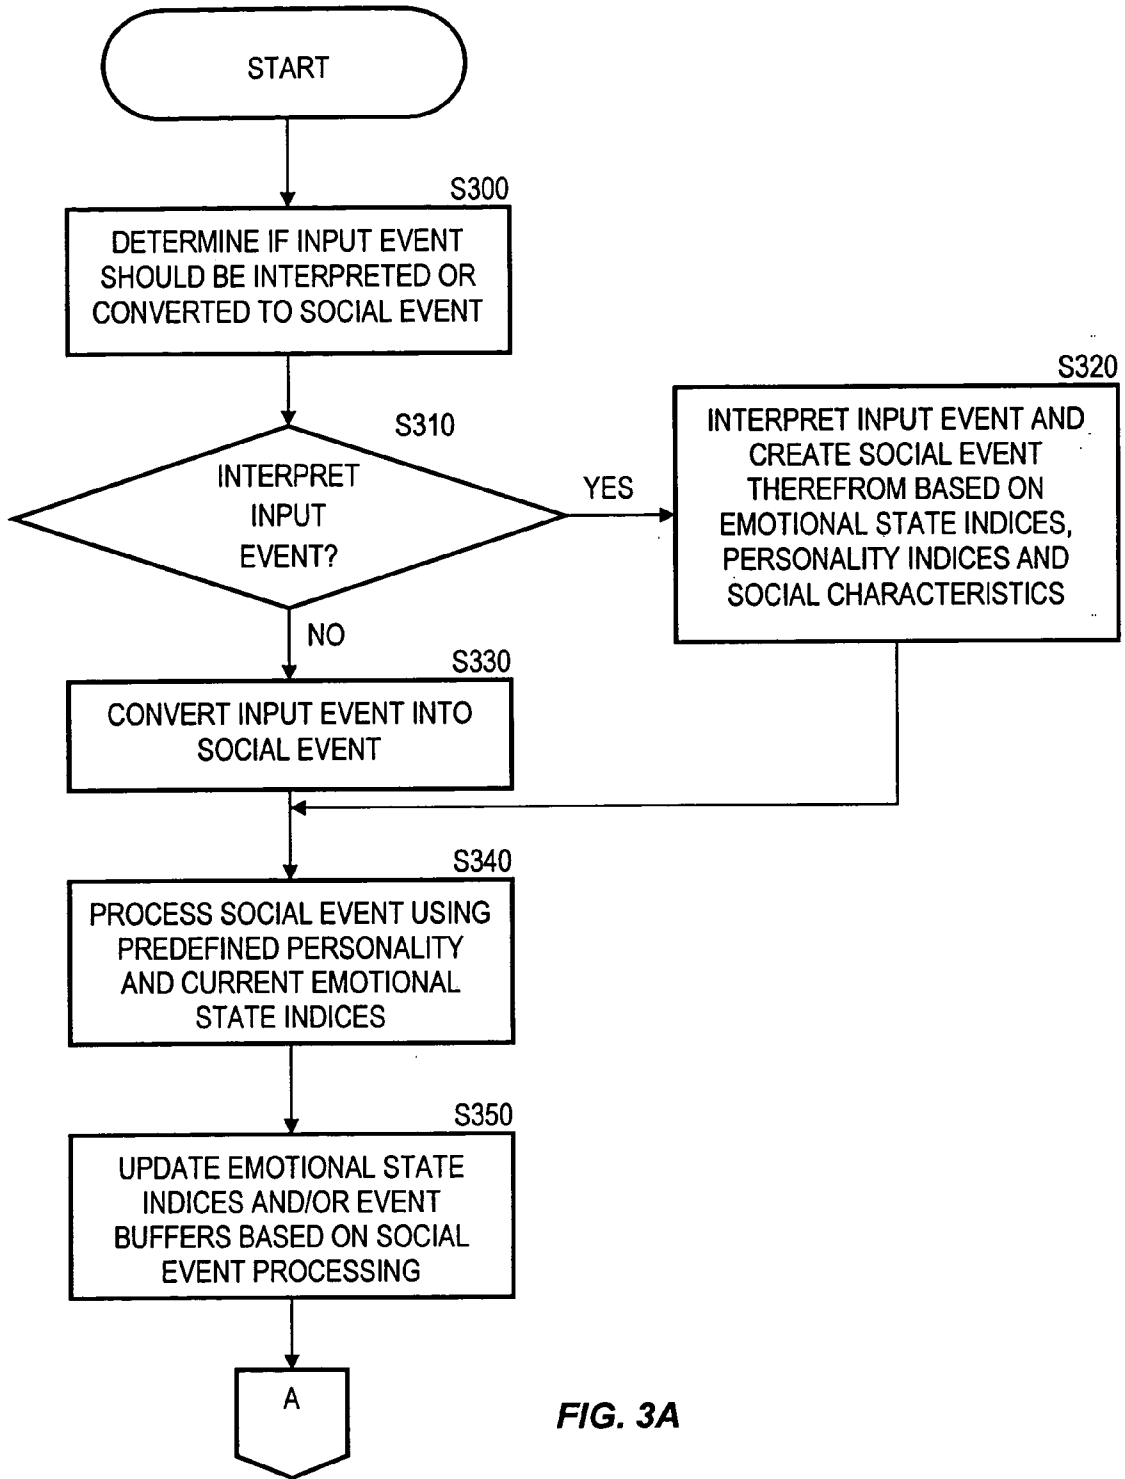 START
S300
DETERMINE IF INPUT EVENT
SHOULD BE INTERPRETED OR
CONVERTED TO SOCIAL EVENT
S310
INTERPRET
INPUT
EVENT?
YES
S320
INTERPRET INPUT EVENT AND
CREATE SOCIAL EVENT
THEREFROM BASED ON
EMOTIONAL STATE INDICES,
PERSONALITY INDICES AND
SOCIAL CHARACTERISTICS
NO
S330
CONVERT INPUT EVENT INTO
SOCIAL EVENT
S340
PROCESS SOCIAL EVENT USING
PREDEFINED PERSONALITY
AND CURRENT EMOTIONAL
STATE INDICES
S350
UPDATE EMOTIONAL STATE
INDICES AND/OR EVENT
BUFFERS BASED ON SOCIAL
EVENT PROCESSING
A
FIG. 3A